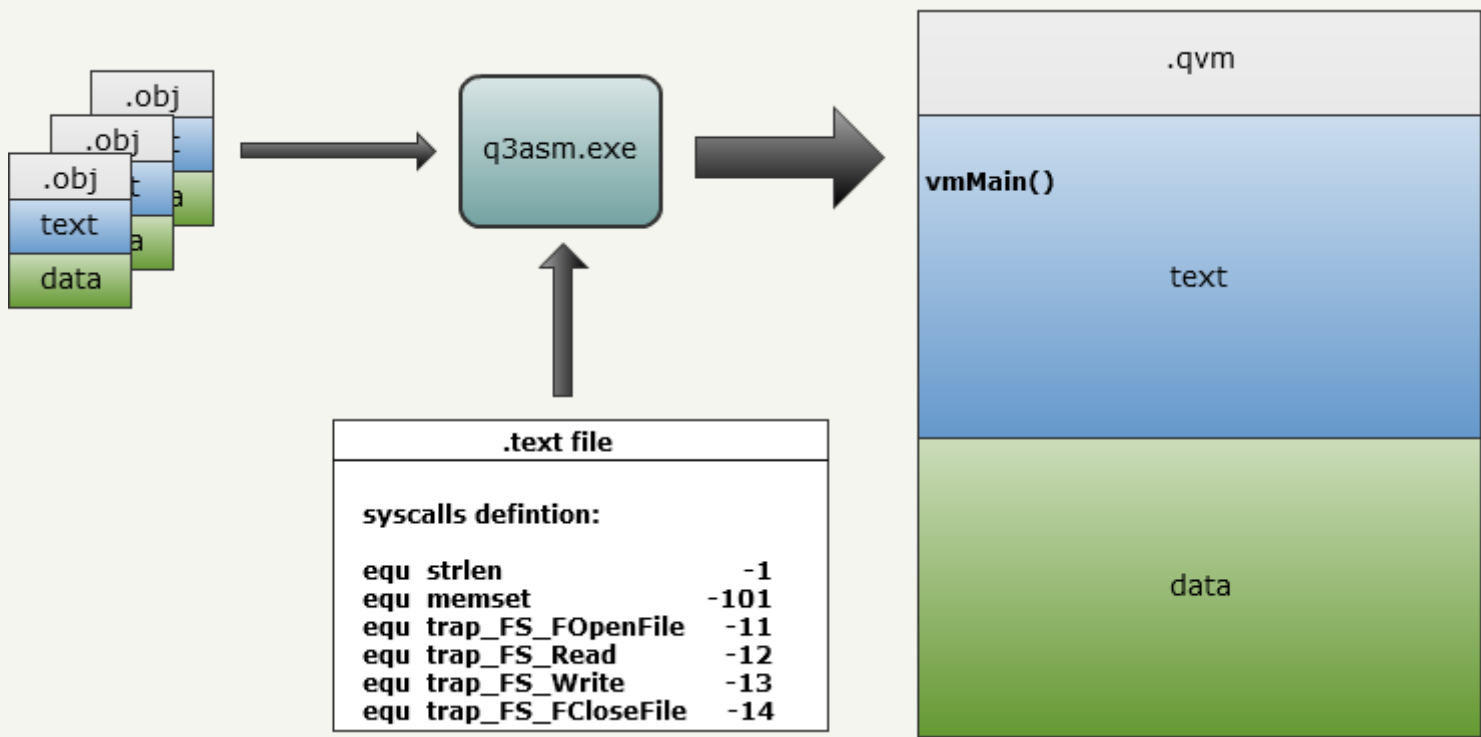 .obj
t
a
.obj
t
a
.obj
text
data
q3asm.exe
.text file
syscalls defintion:
equ strlen -1
equ memset -101
equ trap_FS_FOpenFile -11
equ trap_FS_Read -12
equ trap_FS_Write -13
equ trap_FS_FCloseFile -14
.qvm
vmMain()
text
data